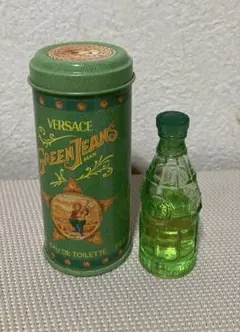 VERSACE
GREEN JEANS
MAN
EAU DE TOILETTE